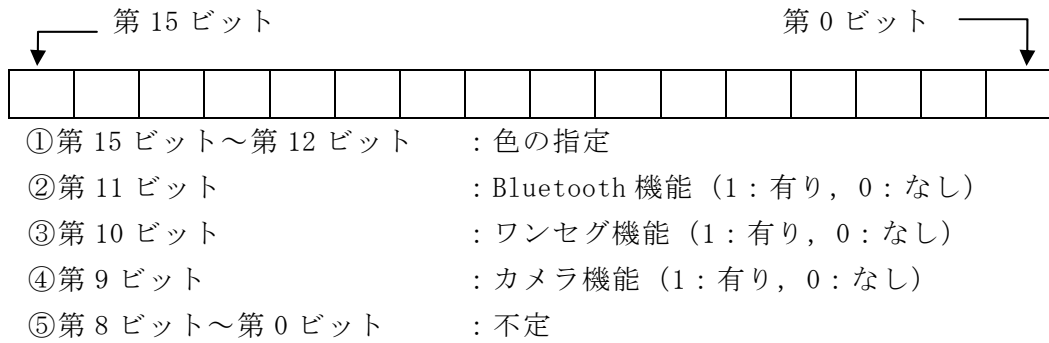 第 15 ビット 第 0 ビット
①第 15 ビット～第 12 ビット ：色の指定
②第 11 ビット ：Bluetooth 機能（1：有り，0：なし）
③第 10 ビット ：ワンセグ機能（1：有り，0：なし）
④第 9 ビット ：カメラ機能（1：有り，0：なし）
⑤第 8 ビット～第 0 ビット ：不定